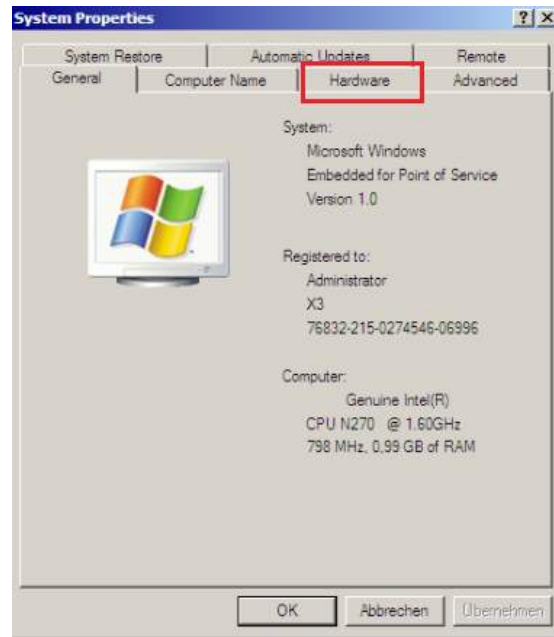 System Properties
System Restore Automatic Updates Remote
General Computer Name Hardware Advanced
System:
Microsoft Windows
Embedded for Point of Service
Version 1.0
Registered to:
Administrator
X3
76832-215-0274546-06996
Computer:
Genuine Intel(R)
CPU N270 @ 1.60GHz
798 MHz, 0,99 GB of RAM
OK Abbrechen Übernehmen